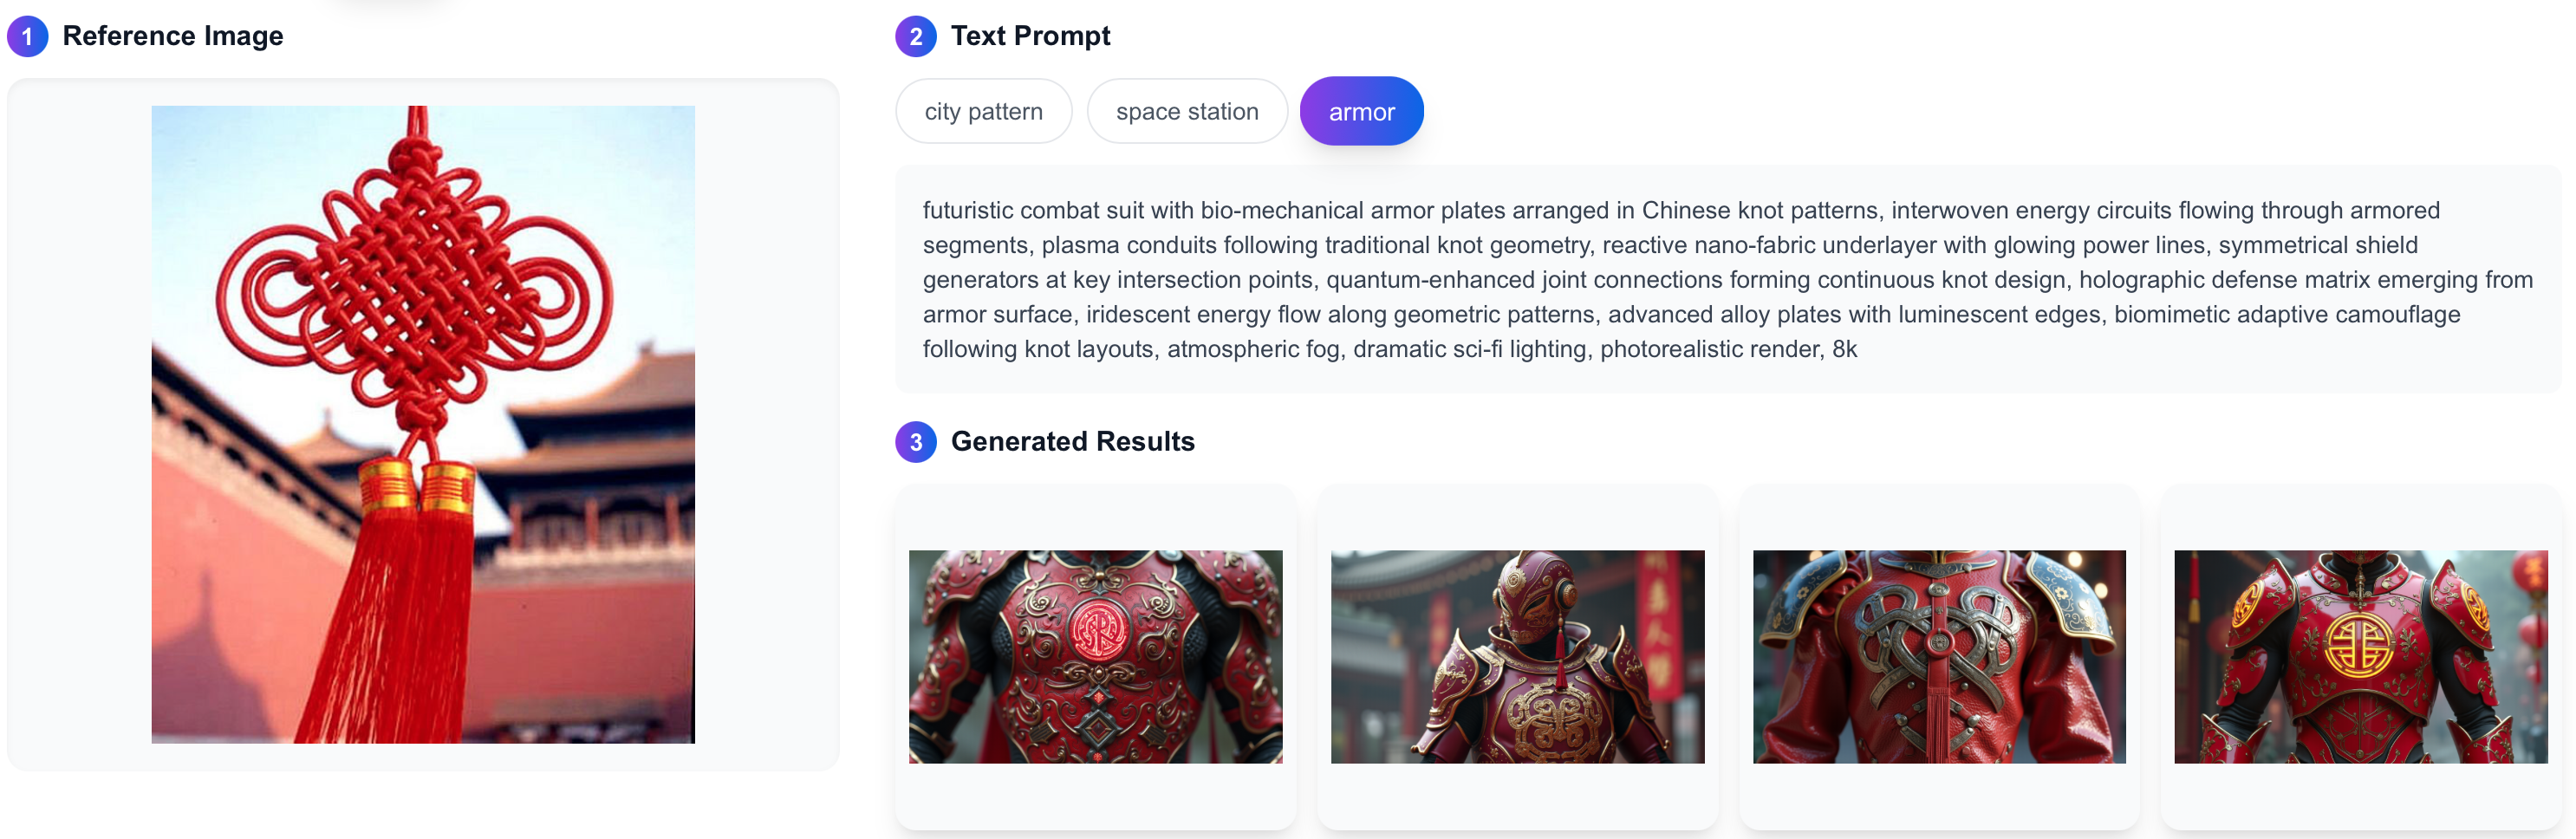 1 Reference Image
2 Text Prompt
city pattern space station armor
futuristic combat suit with bio-mechanical armor plates arranged in Chinese knot patterns, interwoven energy circuits flowing through armored
segments, plasma conduits following traditional knot geometry, reactive nano-fabric underlayer with glowing power lines, symmetrical shield
generators at key intersection points, quantum-enhanced joint connections forming continuous knot design, holographic defense matrix emerging from
armor surface, iridescent energy flow along geometric patterns, advanced alloy plates with luminescent edges, biomimetic adaptive camouflage
following knot layouts, atmospheric fog, dramatic sci-fi lighting, photorealistic render, 8k
3 Generated Results